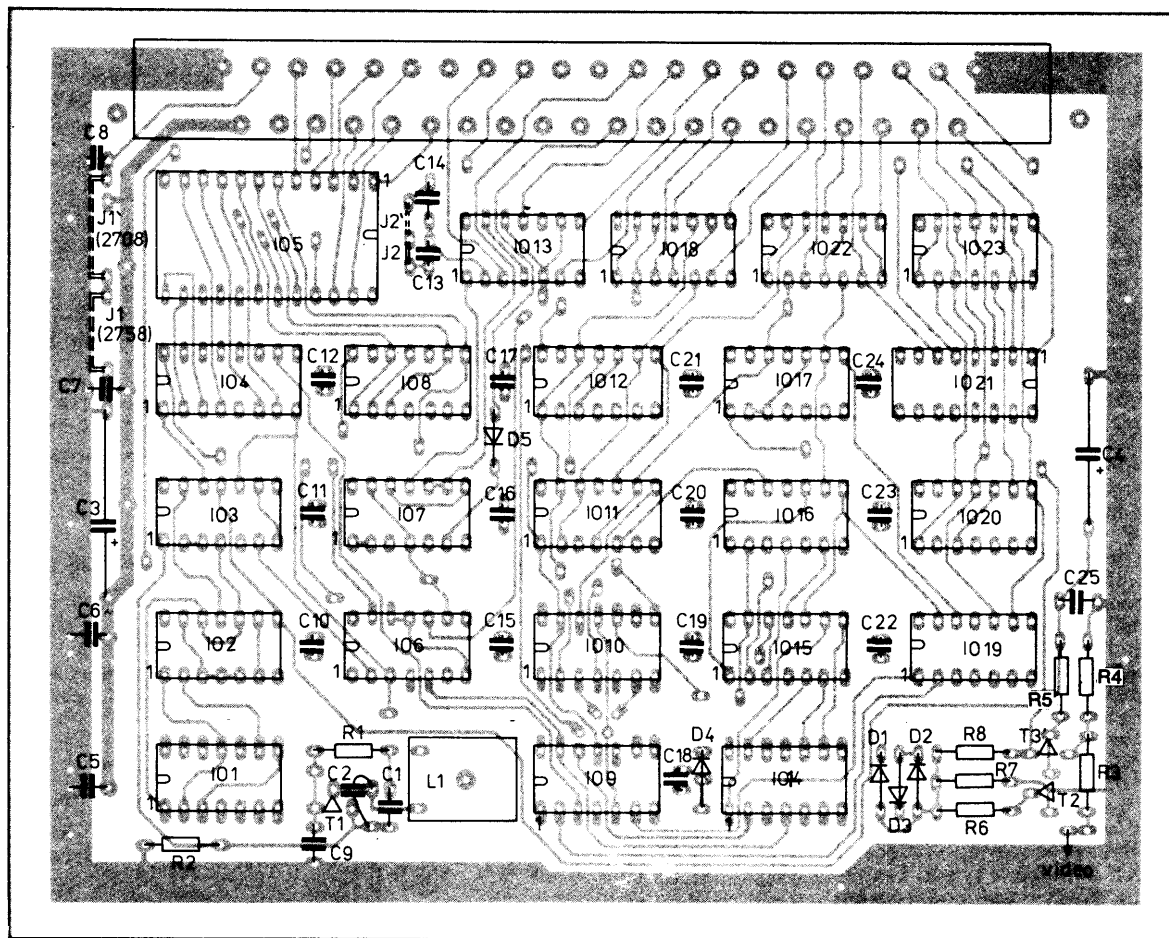 C8
J1' (2708)
J1 (2758)
C7
C3
+
C6
C5
1
IO5
C14
J2'
J2
C13
IO13
1
IO18
1
IO22
1
IO23
1
IO4
1
C12
IO8
1
C17
IO12
1
C21
IO17
1
C24
IO21
1
D5
C4
+
IO3
1
C11
IO7
1
C16
IO11
1
C20
IO16
1
C23
IO20
1
C25
IO2
1
C10
IO6
1
C15
IO10
1
C19
IO15
1
C22
IO19
1
R5
R4
IO1
1
R1
C2
C1
T1
L1
IO9
1
C18
D4
IO14
1
D1
D2
D3
R8
R7
R6
T3
T2
R3
R2
C9
video